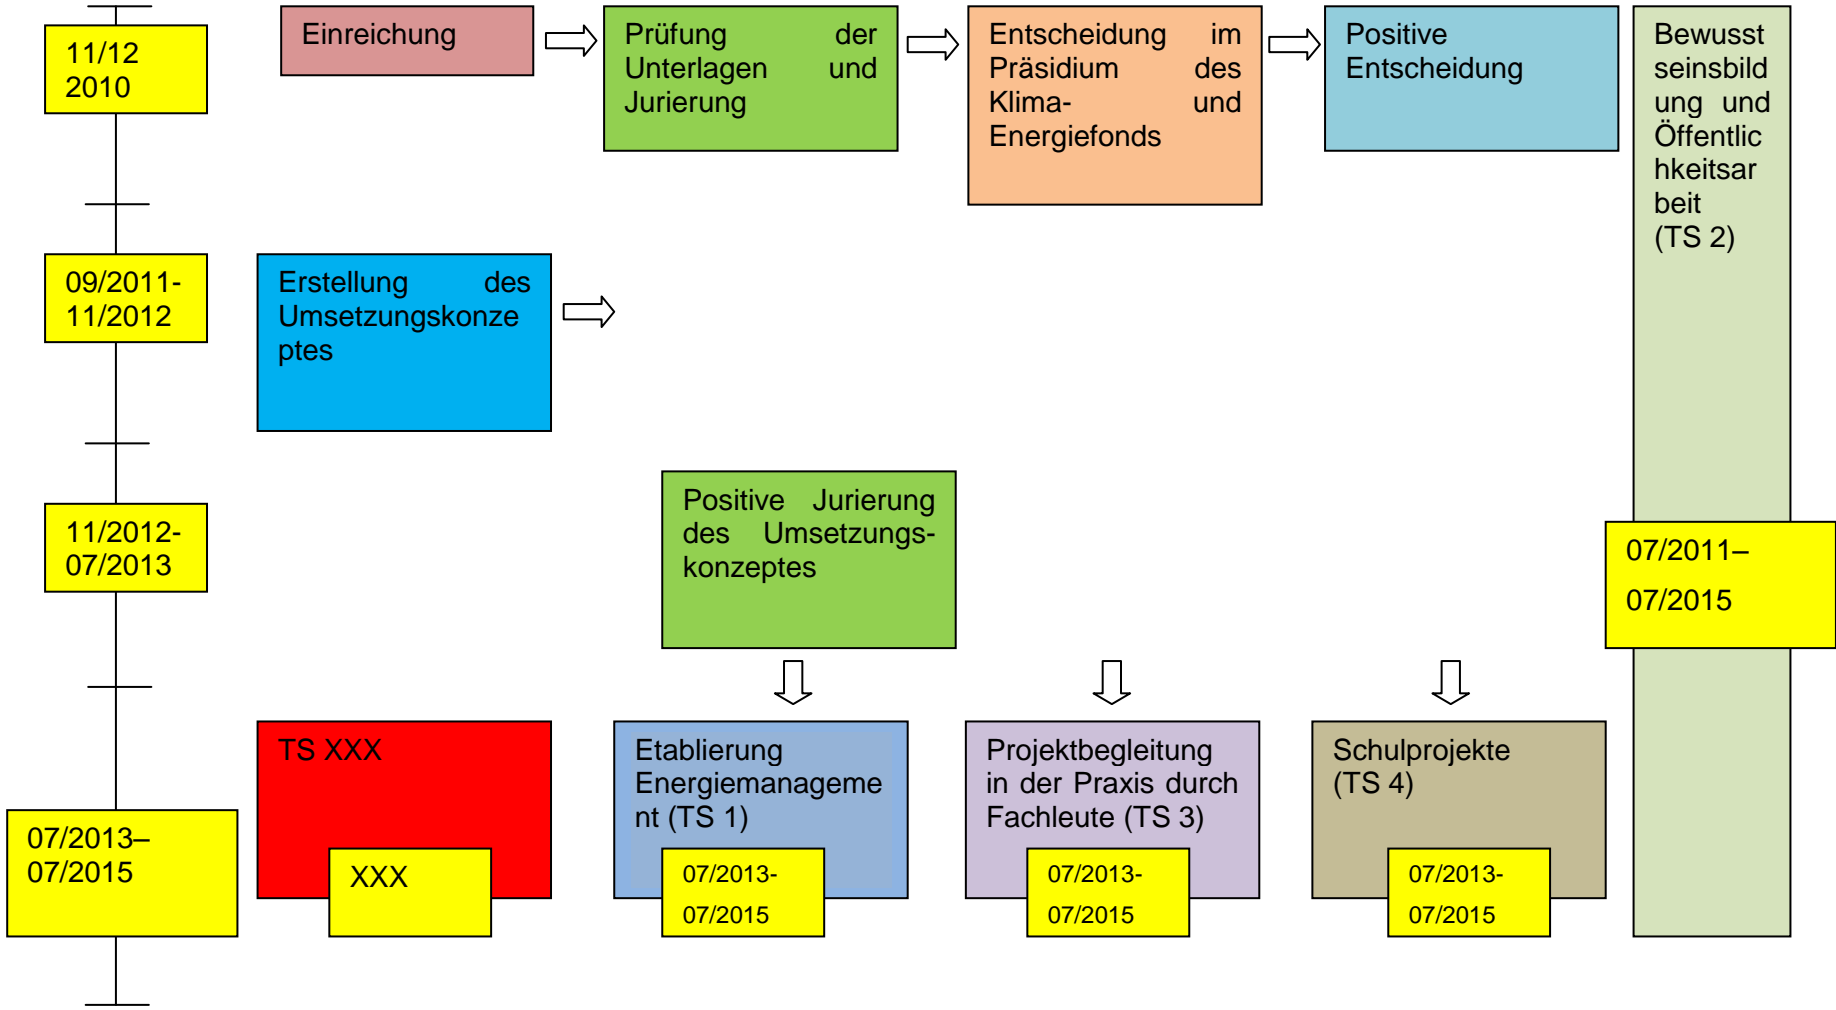 11/12
2010
Einreichung
Prüfung der
Unterlagen und
Jurierung
Entscheidung im
Präsidium des
Klima- und
Energiefonds
Positive
Entscheidung
Bewusst
seinsbild
ung und
Öffentlic
hkeitsar
beit
(TS 2)
09/2011-
11/2012
Erstellung des
Umsetzungskonze
ptes
11/2012-
07/2013
Positive Jurierung
des Umsetzungs-
konzeptes
07/2011–
07/2015
07/2013–
07/2015
TS XXX
XXX
Etablierung
Energiemanageme
nt (TS 1)
07/2013-
07/2015
Projektbegleitung
in der Praxis durch
Fachleute (TS 3)
07/2013-
07/2015
Schulprojekte
(TS 4)
07/2013-
07/2015